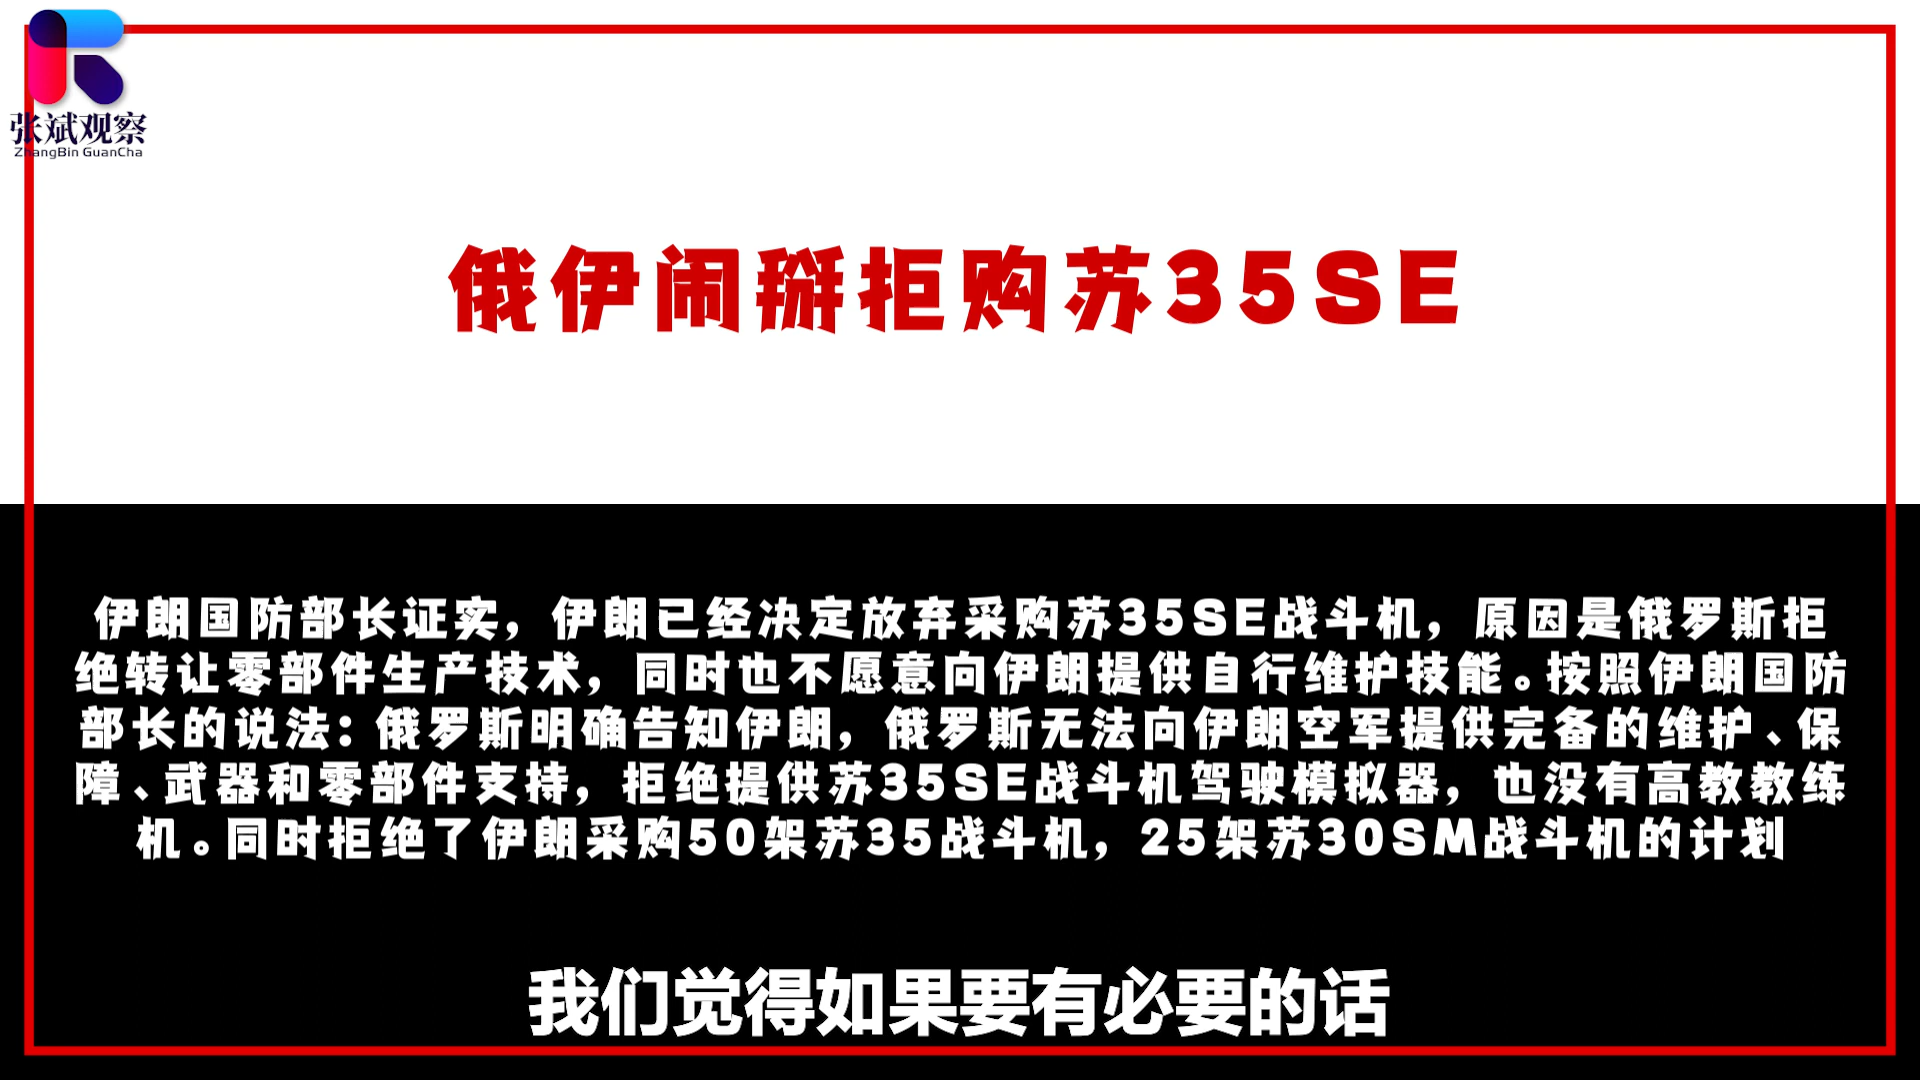 张斌观察
ZhangBin GuanCha
俄伊闹掰拒购苏35SE
伊朗国防部长证实，伊朗已经决定放弃采购苏35SE战斗机，原因是俄罗斯拒
绝转让零部件生产技术，同时也不愿意向伊朗提供自行维护技能。按照伊朗国防
部长的说法：俄罗斯明确告知伊朗，俄罗斯无法向伊朗空军提供完备的维护、保
障、武器和零部件支持，拒绝提供苏35SE战斗机驾驶模拟器，也没有高教教练
机。同时拒绝了伊朗采购50架苏35战斗机，25架苏30SM战斗机的计划
我们觉得如果要有必要的话